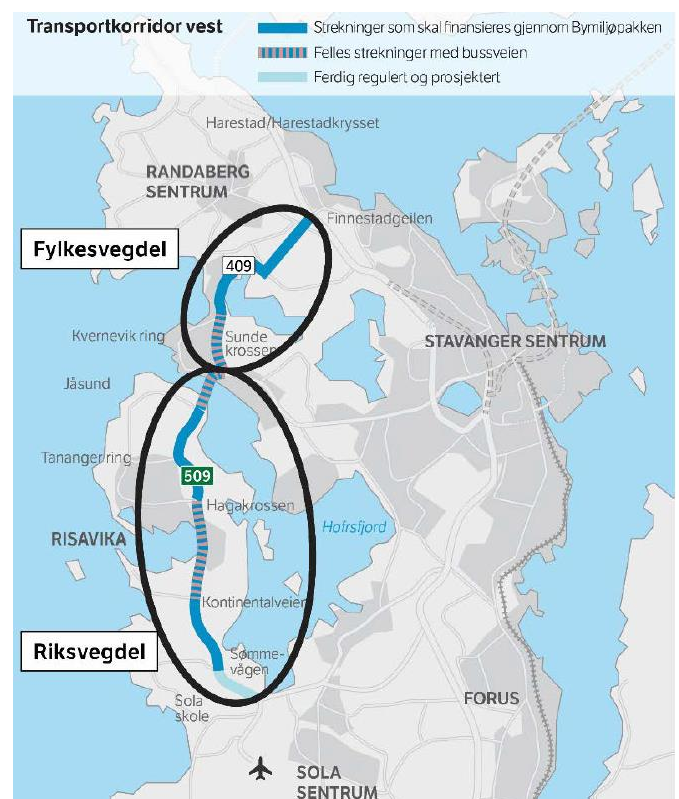 Transportkorridor vest
Strekninger som skal finansieres gjennom Bymiljøpakken
Felles strekninger med bussveien
Ferdig regulert og prosjektert
Harestad/Harestadkrysset
RANDABERG
SENTRUM
Finnestadgeilen
Fylkesvegdel
409
Kvernevik ring
Sunde
krossen
STAVANGER SENTRUM
Jåsund
Tananger ring
509
Hagakrossen
Hafrsfjord
RISAVIKA
Kontinentalveien
Riksvegdel
Sømme-
vågen
Sola
skole
FORUS
SOLA
SENTRUM